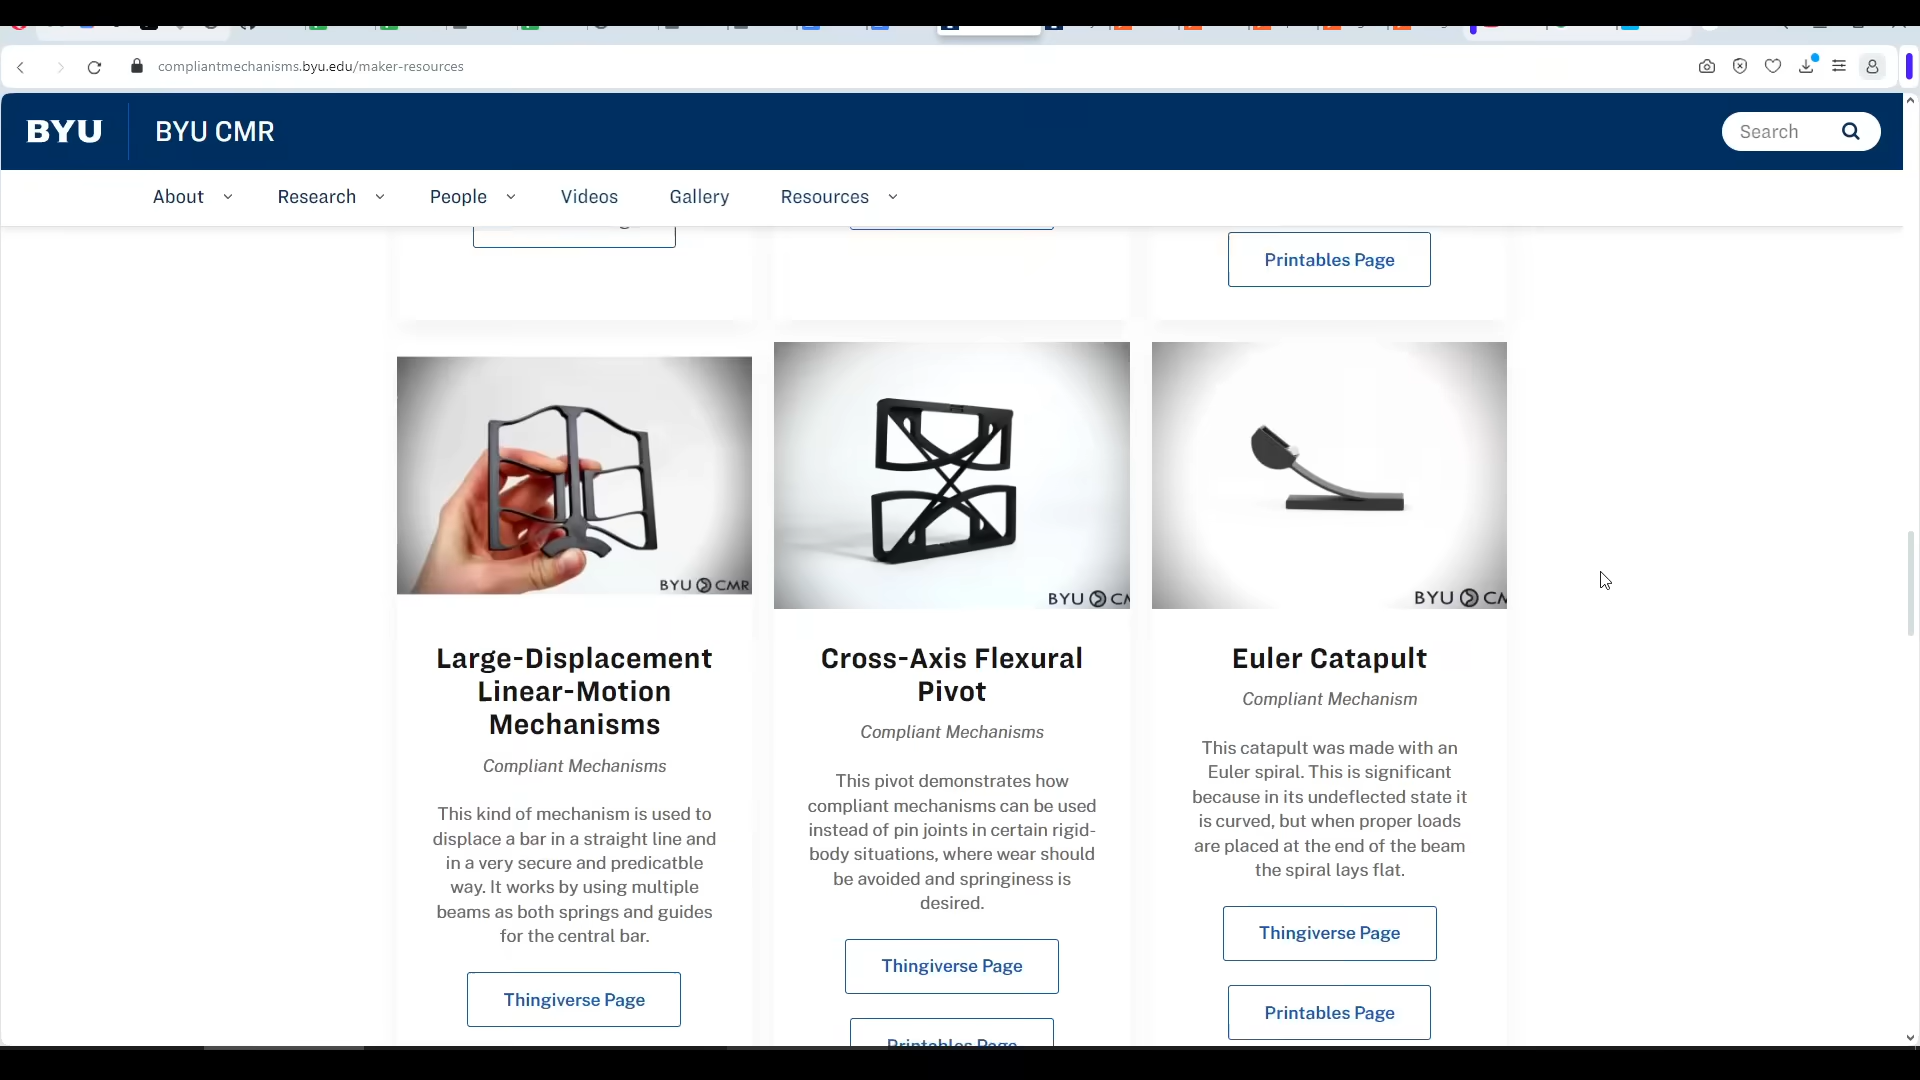 compliantmechanisms.byu.edu/maker-resources
BYU
BYU CMR
Search
About
Research
People
Videos
Gallery
Resources
Printables Page
BYU CMR
BYU
BYU
Large-Displacement
Linear-Motion
Mechanisms
Compliant Mechanisms
This kind of mechanism is used to
displace a bar in a straight line and
in a very secure and predicatble
way. It works by using multiple
beams as both springs and guides
for the central bar.
Thingiverse Page
Cross-Axis Flexural
Pivot
Compliant Mechanisms
This pivot demonstrates how
compliant mechanisms can be used
instead of pin joints in certain rigid-
body situations, where wear should
be avoided and springiness is
desired.
Thingiverse Page
Printables Page
Euler Catapult
Compliant Mechanism
This catapult was made with an
Euler spiral. This is significant
because in its undeflected state it
is curved, but when proper loads
are placed at the end of the beam
the spiral lays flat.
Thingiverse Page
Printables Page